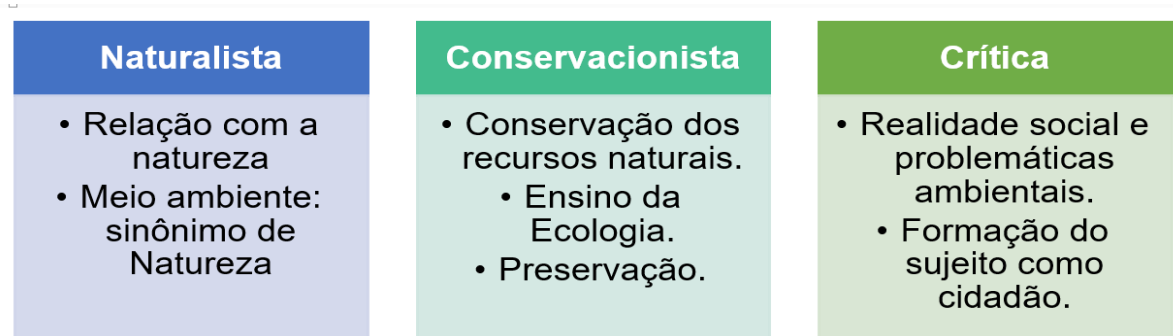 Naturalista
• Relação com a
natureza
• Meio ambiente:
sinônimo de
Natureza
Conservacionista
• Conservação dos
recursos naturais.
• Ensino da
Ecologia.
• Preservação.
Crítica
• Realidade social e
problemáticas
ambientais.
• Formação do
sujeito como
cidadão.